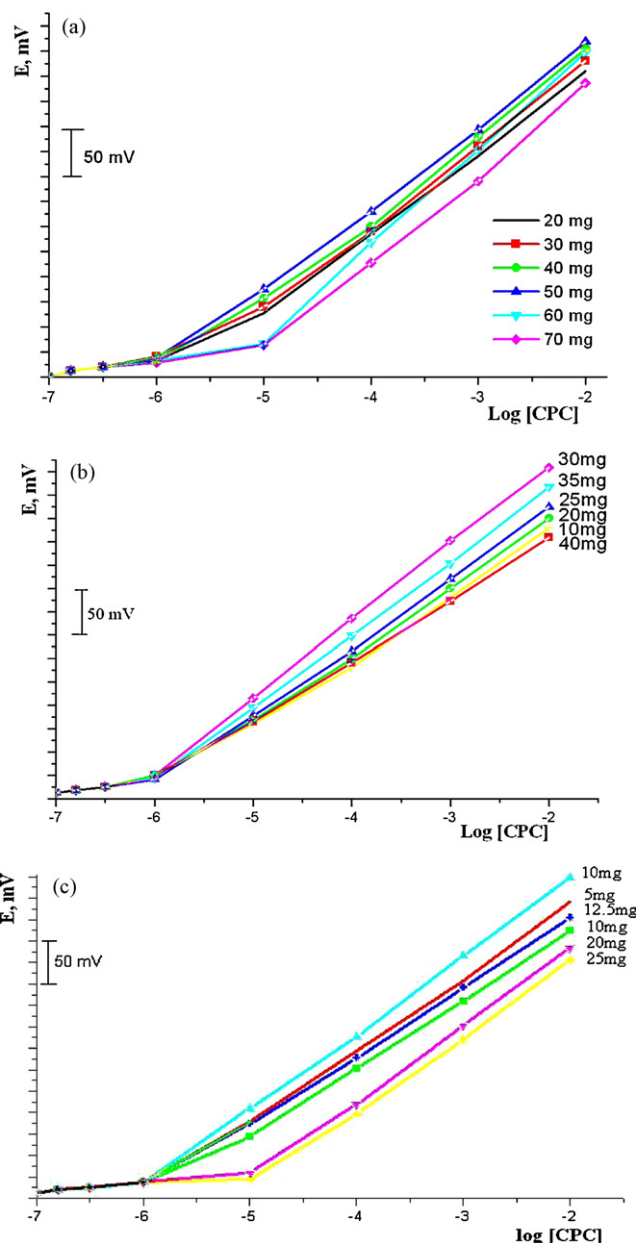 (a)
E, mV
50 mV
20 mg
30 mg
40 mg
50 mg
60 mg
70 mg
-7 -6 -5 -4 -3 -2
Log [CPC]
(b)
E, mV
50 mV
30mg
35mg
25mg
20mg
10mg
40mg
-7 -6 -5 -4 -3 -2
Log [CPC]
(c)
E, mV
50 mV
10mg
5mg
12.5mg
10mg
20mg
25mg
-7 -6 -5 -4 -3 -2
log [CPC]